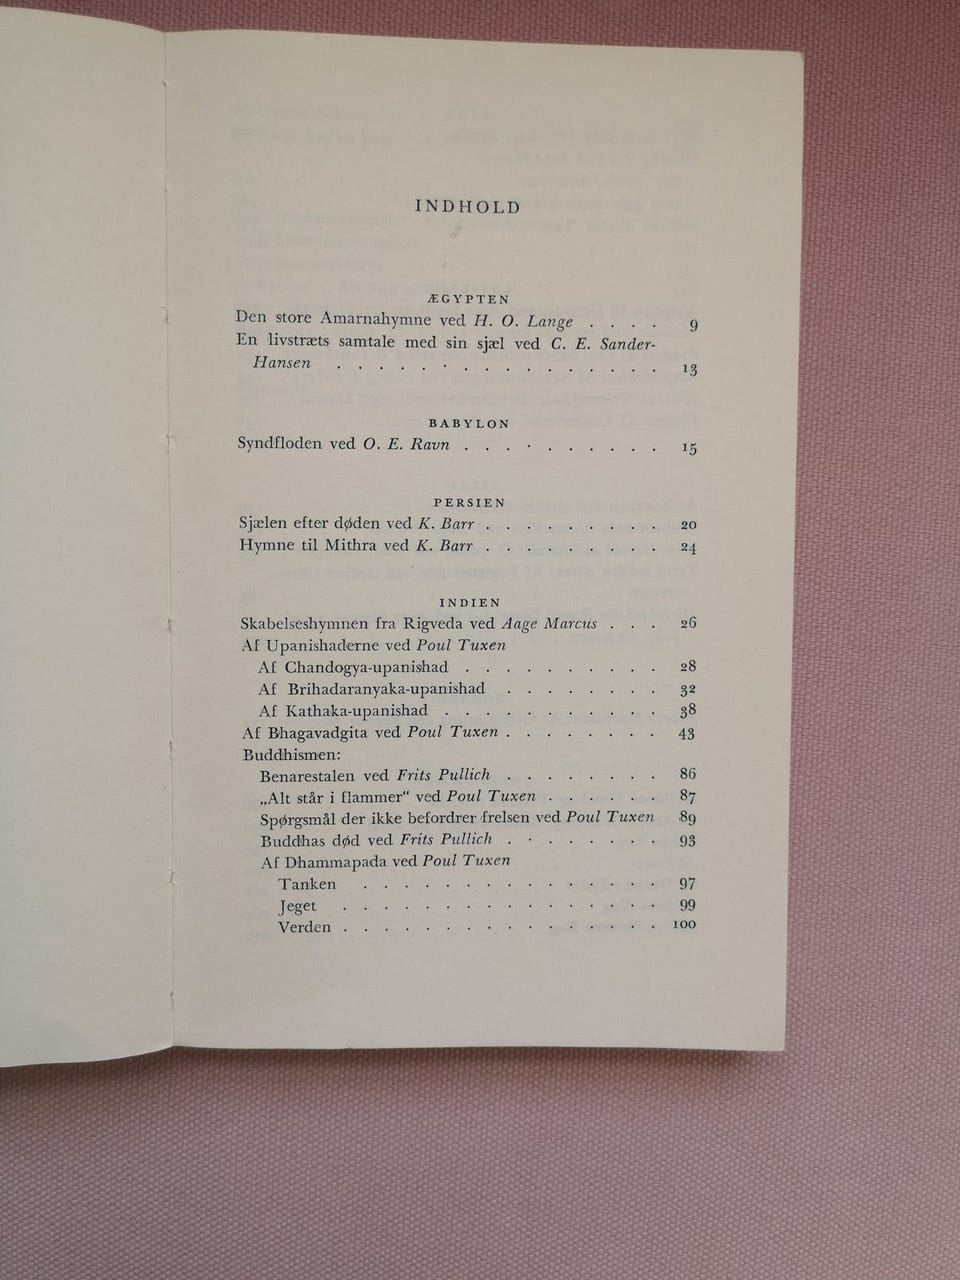 INDHOLD
ÆGYPTEN
Den store Amarnahymne ved H. O. Lange . . . . 9
En livstræts samtale med sin sjæl ved C. E. Sander-
Hansen . . . . . . . . . . . . . . . . 13
BABYLON
Syndfloden ved O. E. Ravn . . . . . . . . . . 15
PERSIEN
Sjælen efter døden ved K. Barr . . . . . . . . . 20
Hymne til Mithra ved K. Barr . . . . . . . . . 24
INDIEN
Skabelseshymnen fra Rigveda ved Aage Marcus . . . 26
Af Upanishaderne ved Poul Tuxen
Af Chandogya-upanishad . . . . . . . . . . 28
Af Brihadaranyaka-upanishad . . . . . . . . 32
Af Kathaka-upanishad . . . . . . . . . . . 38
Af Bhagavadgita ved Poul Tuxen . . . . . . . . 43
Buddhismen:
Benarestalen ved Frits Pullich . . . . . . . . 86
„Alt står i flammer“ ved Poul Tuxen . . . . . . 87
Spørgsmål der ikke befordrer frelsen ved Poul Tuxen 89
Buddhas død ved Frits Pullich . . . . . . . . 93
Af Dhammapada ved Poul Tuxen
Tanken . . . . . . . . . . . . . . . 97
Jeget . . . . . . . . . . . . . . . . 99
Verden . . . . . . . . . . . . . . . . 100